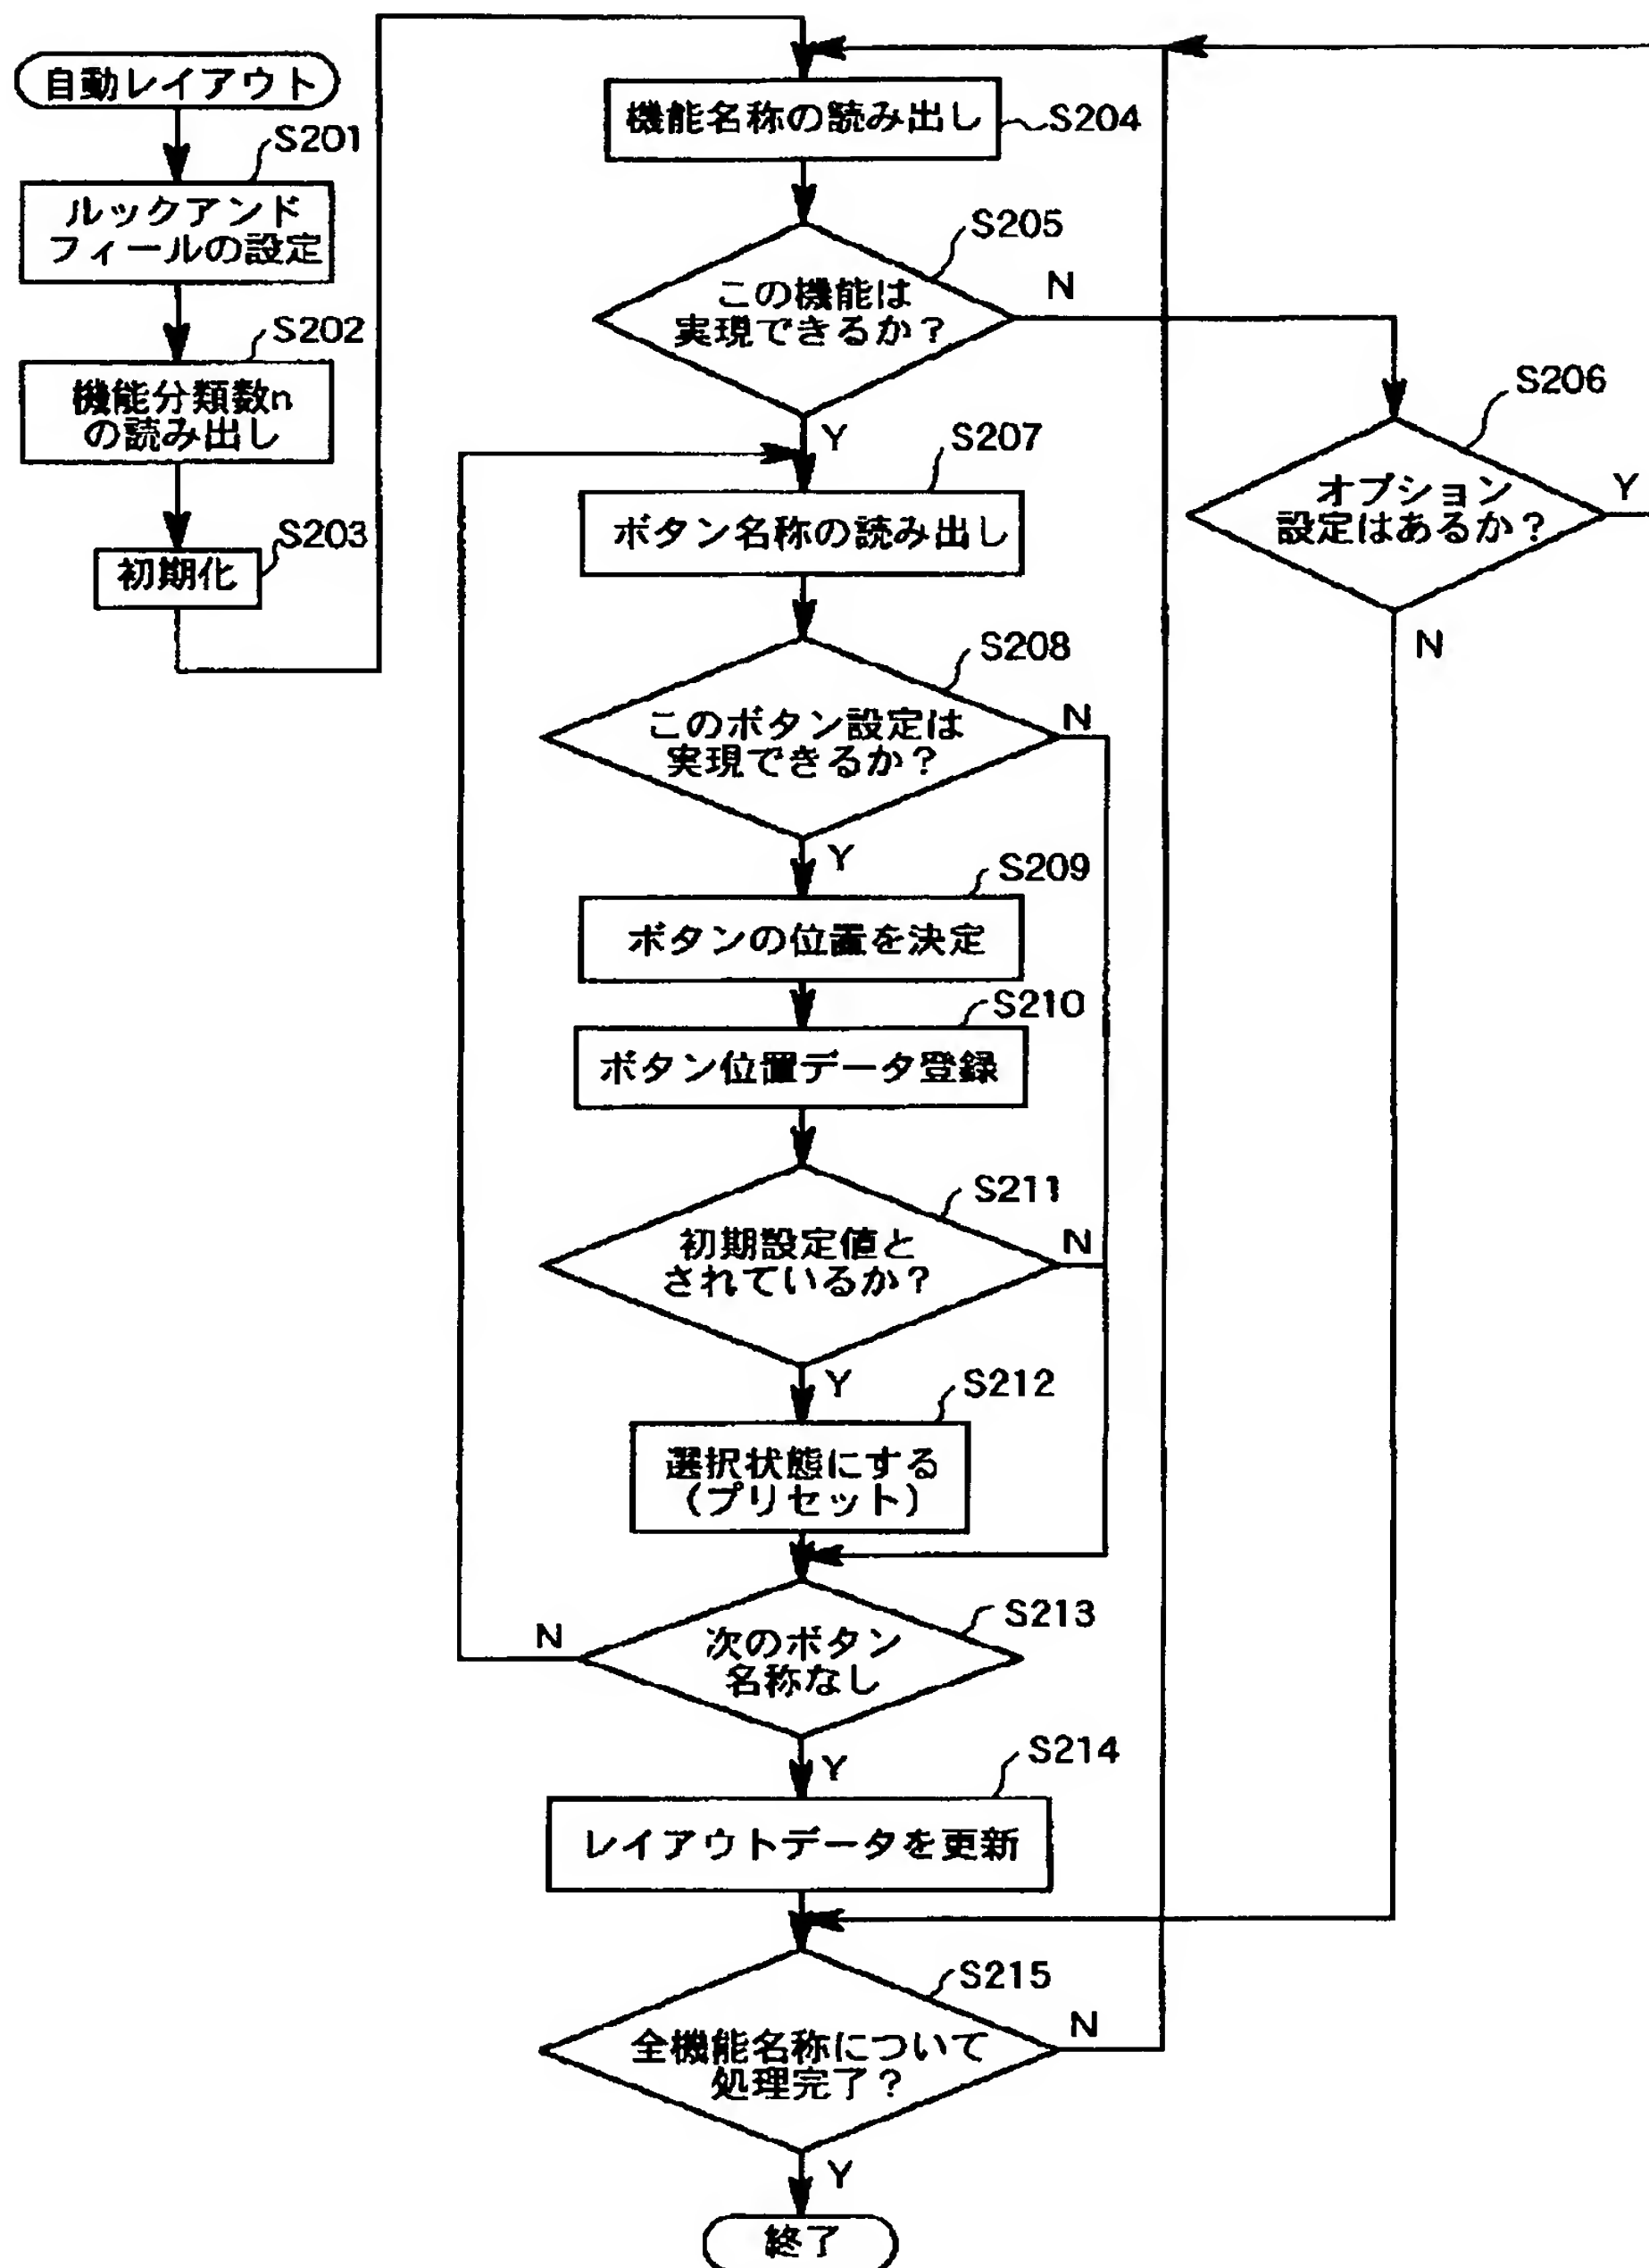 自動レイアウト
S201
ルックアンド
フィールの設定
S202
機能分類数n
の読み出し
S203
初期化
機能名称の読み出し
S204
S205
この機能は
実現できるか？
N
Y
S206
オプション
設定はあるか？
Y
N
S207
ボタン名称の読み出し
S208
このボタン設定は
実現できるか？
N
Y
S209
ボタンの位置を決定
S210
ボタン位置データ登録
S211
初期設定値と
されているか？
N
Y
S212
選択状態にする
（プリセット）
S213
次のボタン
名称なし
N
Y
S214
レイアウトデータを更新
S215
全機能名称について
処理完了？
N
Y
終了